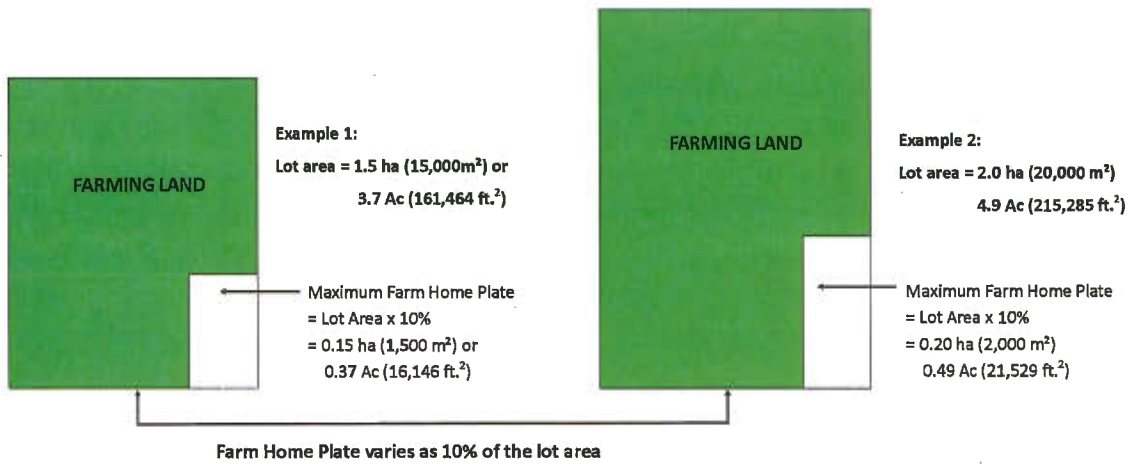 FARMING LAND
Example 1:
Lot area = 1.5 ha (15,000m²) or
3.7 Ac (161,464 ft.²)
Maximum Farm Home Plate
= Lot Area x 10%
= 0.15 ha (1,500 m²) or
0.37 Ac (16,146 ft.²)
FARMING LAND
Example 2:
Lot area = 2.0 ha (20,000 m²)
4.9 Ac (215,285 ft.²)
Maximum Farm Home Plate
= Lot Area x 10%
= 0.20 ha (2,000 m²)
0.49 Ac (21,529 ft.²)
Farm Home Plate varies as 10% of the lot area